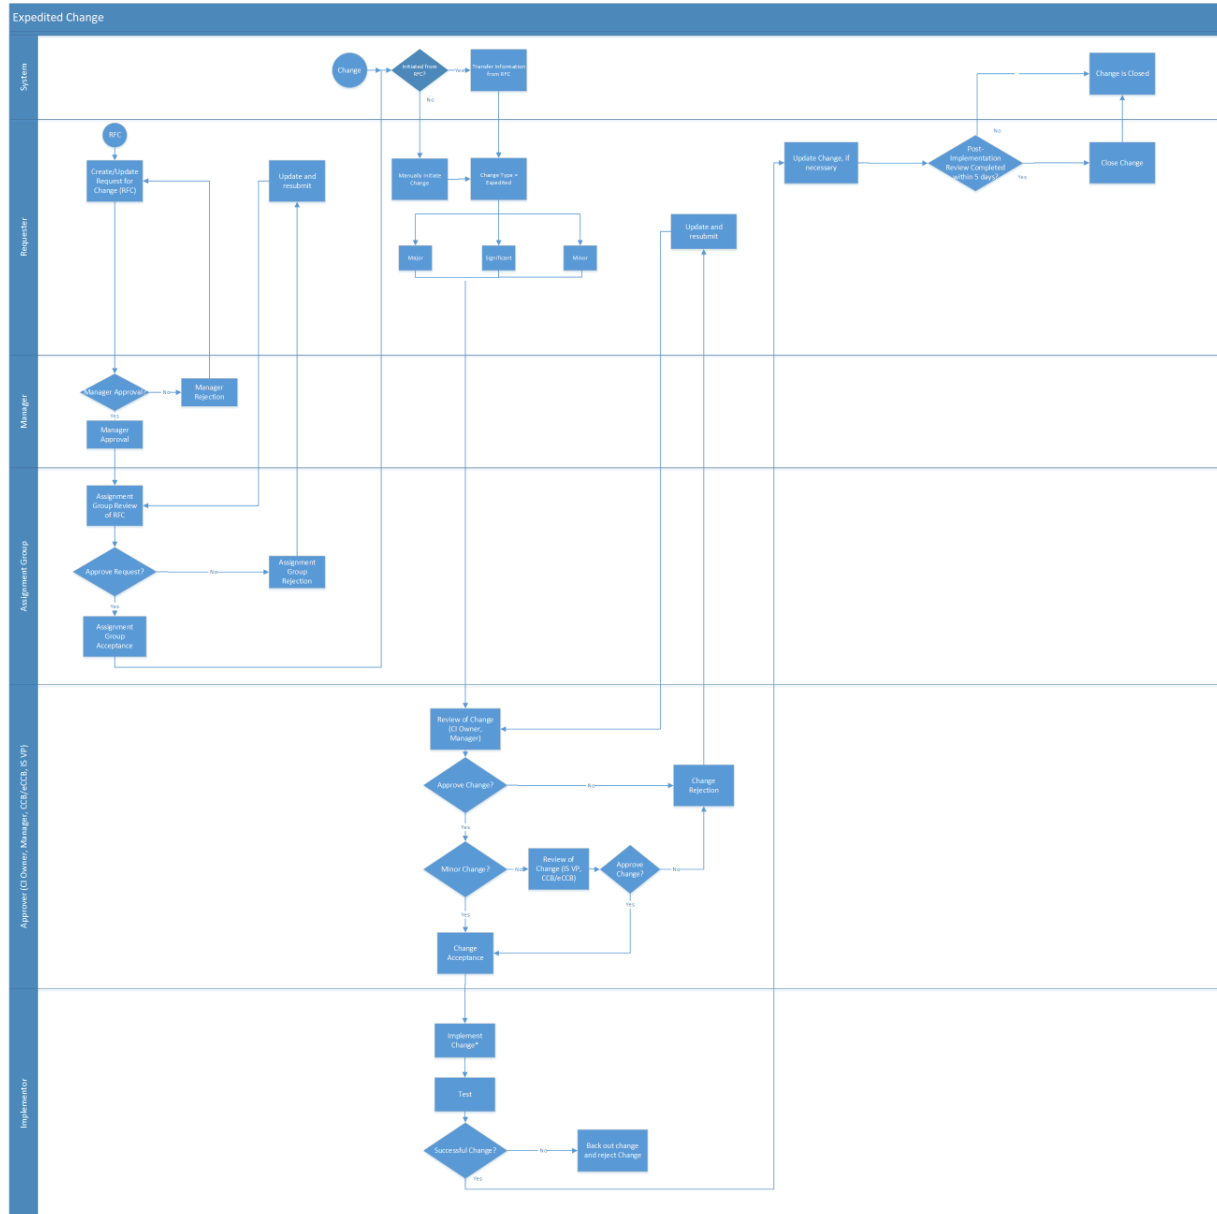 Expedited Change
System
Change
Initiated from
RFC?
Yes
Transfer Information
from RFC
No
Change is Closed
Requester
RFC
Create/Update
Request for
Change (RFC)
Update and
resubmit
Manually Initiate
Change
Change Type =
Expedited
Major
Significant
Minor
Update and
resubmit
Update Change, if
necessary
Post-
Implementation
Review Completed
within 5 days?
No
Yes
Close Change
Manager
Manager Approval?
No
Manager
Rejection
Yes
Manager
Approval
Assignment Group
Assignment
Group Review
of RFC
Approve Request?
No
Assignment
Group
Rejection
Yes
Assignment
Group
Acceptance
Approver (CI Owner, Manager, CCB/eCCB, IS VP)
Review of Change
(CI Owner,
Manager)
Approve Change?
No
Change
Rejection
Yes
Minor Change?
No
Review of
Change (IS VP,
CCB/eCCB)
Approve
Change?
No
Yes
Yes
Change
Acceptance
Implementor
Implement
Change*
Test
Successful Change?
No
Back out change
and reject Change
Yes